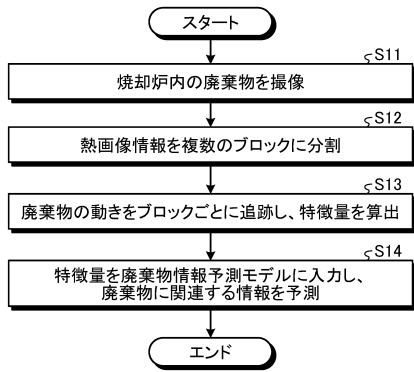 スタート
S11
焼却炉内の廃棄物を撮像
S12
熱画像情報を複数のブロックに分割
S13
廃棄物の動きをブロックごとに追跡し、特徴量を算出
S14
特徴量を廃棄物情報予測モデルに入力し、
廃棄物に関連する情報を予測
エンド